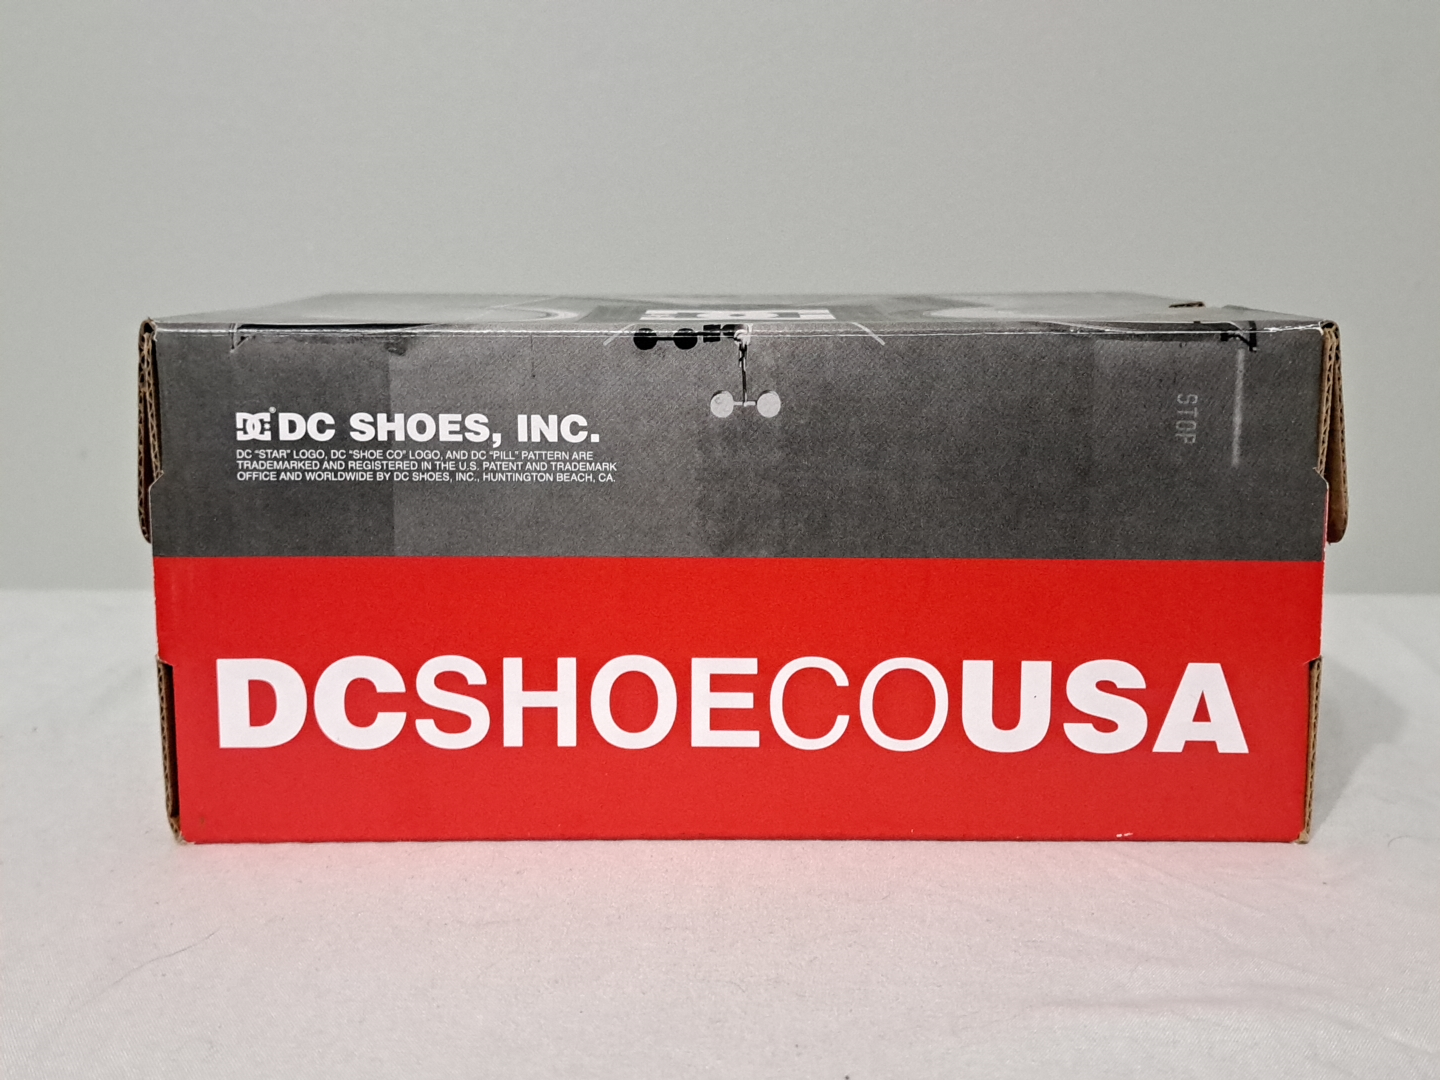 DC SHOES, INC.
DC "STAR" LOGO, DC "SHOE CO" LOGO, AND DC "PILL" PATTERN ARE
TRADEMARKED AND REGISTERED IN THE U.S. PATENT AND TRADEMARK
OFFICE AND WORLDWIDE BY DC SHOES, INC., HUNTINGTON BEACH, CA.
STOP
DCSHOECOUSA